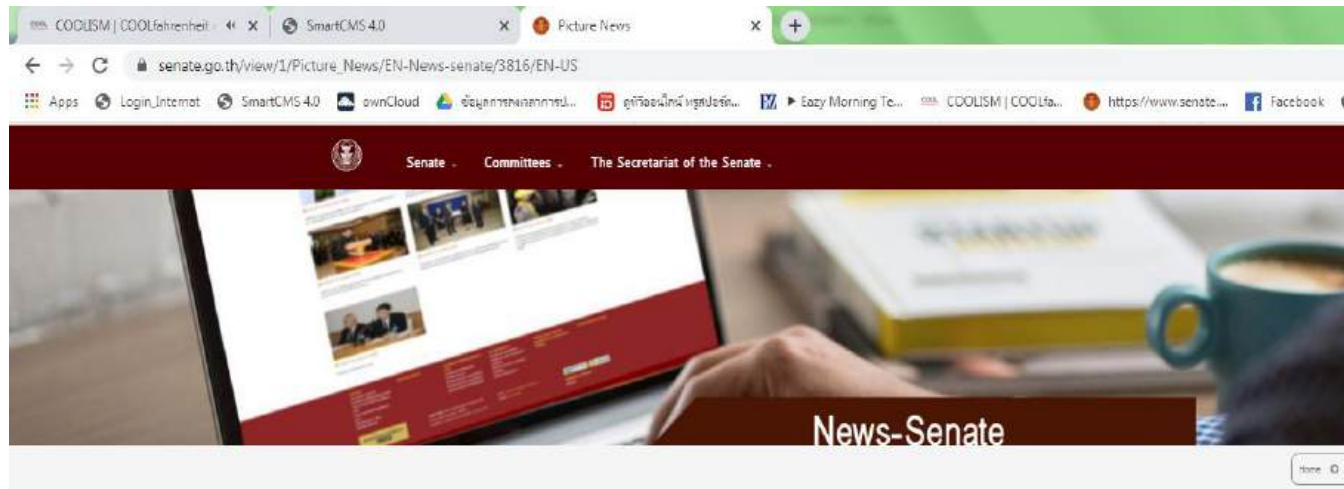 COOLISM | COOLfahrenheit SmartCMS 4.0 Picture News
senate.go.th/view/1/Picture_News/EN-News-senate/3816/EN-US
Apps Login_Internet SmartCMS 4.0 ownCloud Eazy Morning Te... COOLISM | COOLfa... https://www.senate.... Facebook
Senate Committees The Secretariat of the Senate
News-Senate
Home